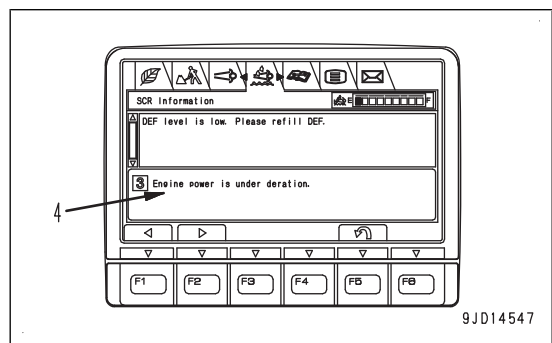 SCR Information
E F
DEF level is low. Please refill DEF.
3 Engine power is under deration.
4
F1 F2 F3 F4 F5 F6
9JD14547